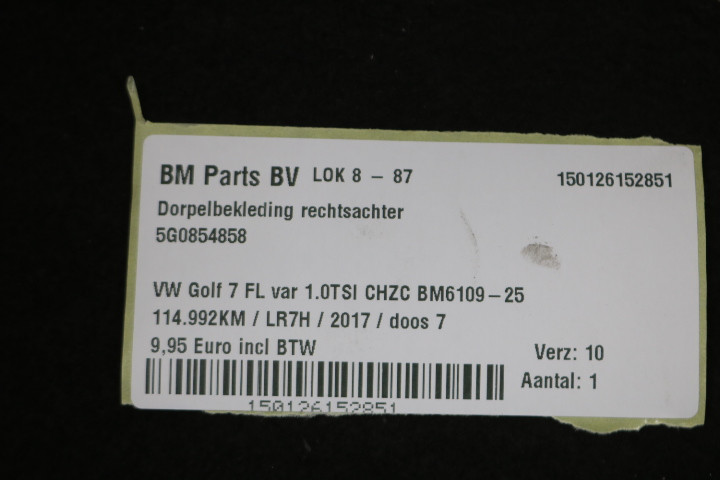 BM Parts BV LOK 8 - 87 150126152851
Dorpelbekleding rechtsachter
5G0854858
VW Golf 7 FL var 1.0TSI CHZC BM6109-25
114.992KM / LR7H / 2017 / doos 7
9,95 Euro incl BTW
Verz: 10
Aantal: 1
150126152851